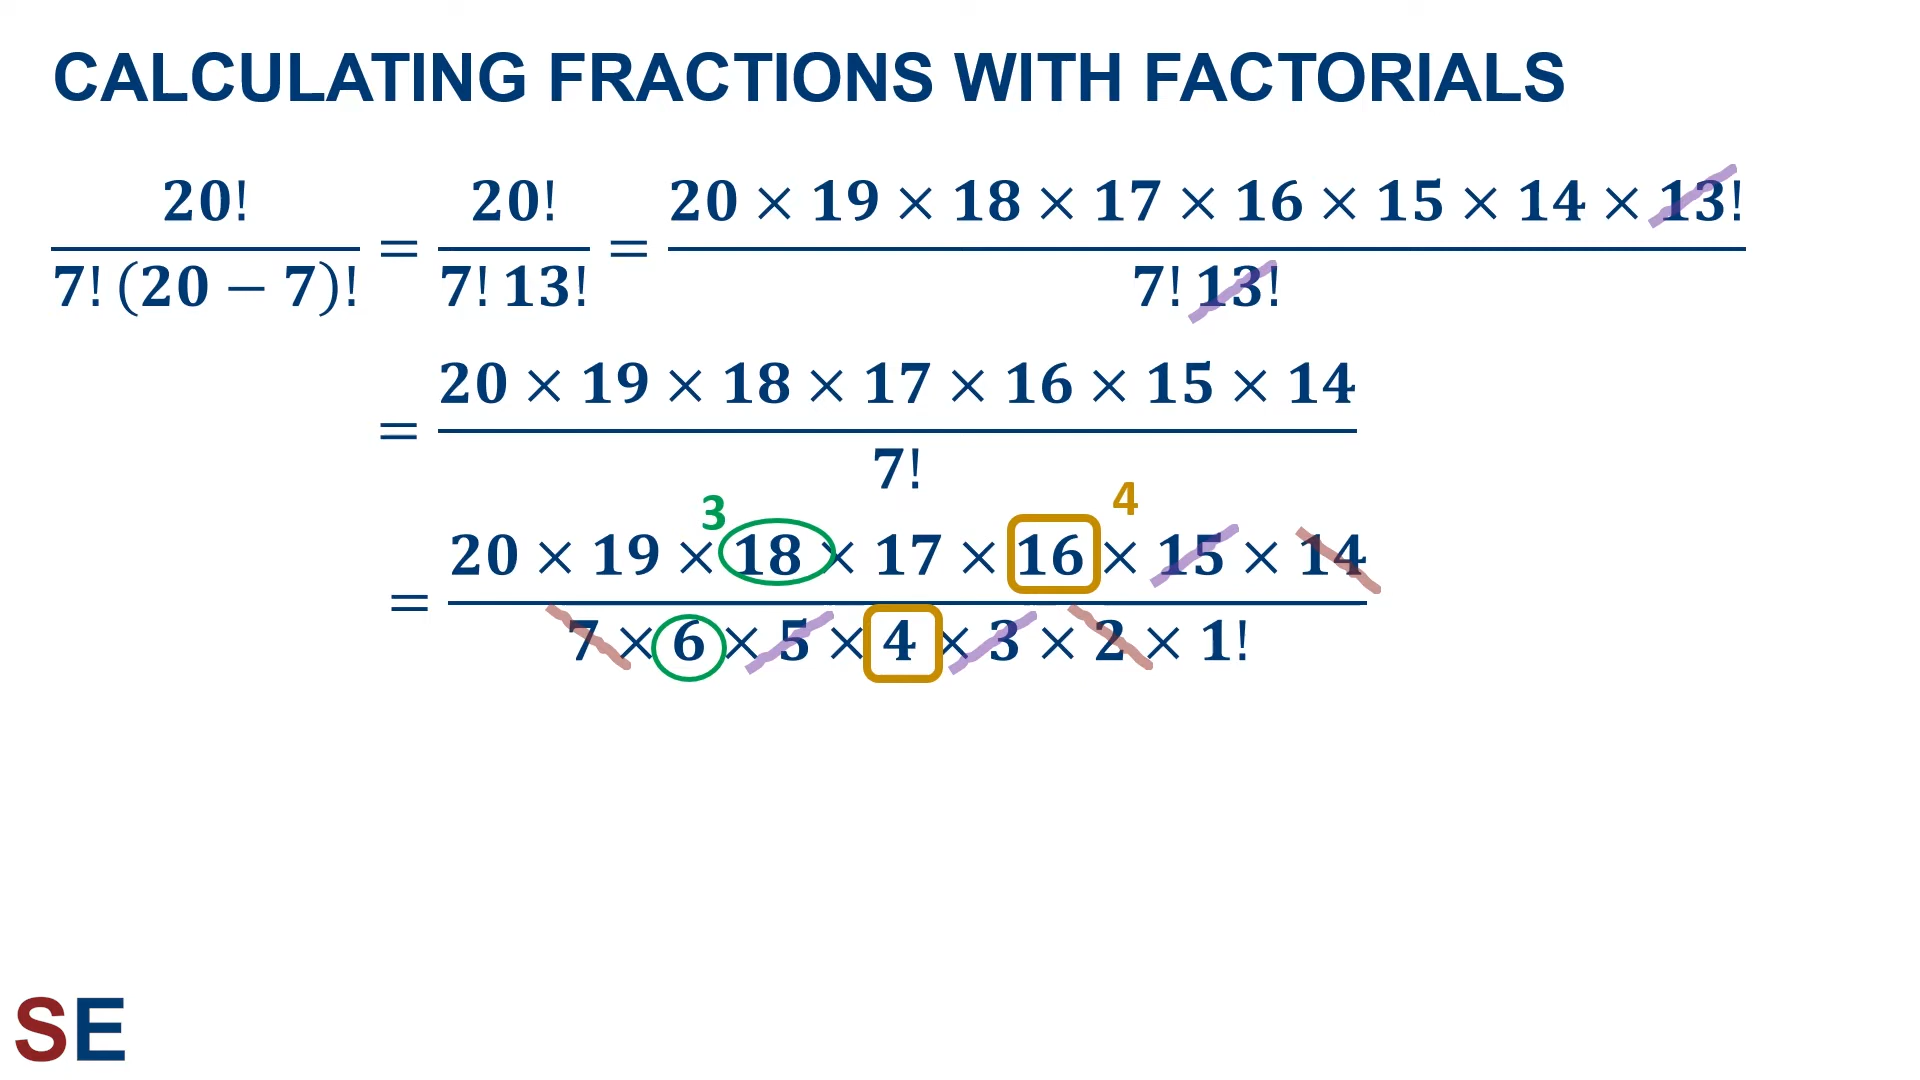 CALCULATING FRACTIONS WITH FACTORIALS
20! / 7! (20 − 7)! = 20! / 7! 13! = 20 × 19 × 18 × 17 × 16 × 15 × 14 × 13! / 7! 13!
= 20 × 19 × 18 × 17 × 16 × 15 × 14 / 7!
3 4
= 20 × 19 × 18 × 17 × 16 × 15 × 14 / 7 × 6 × 5 × 4 × 3 × 2 × 1!
SE